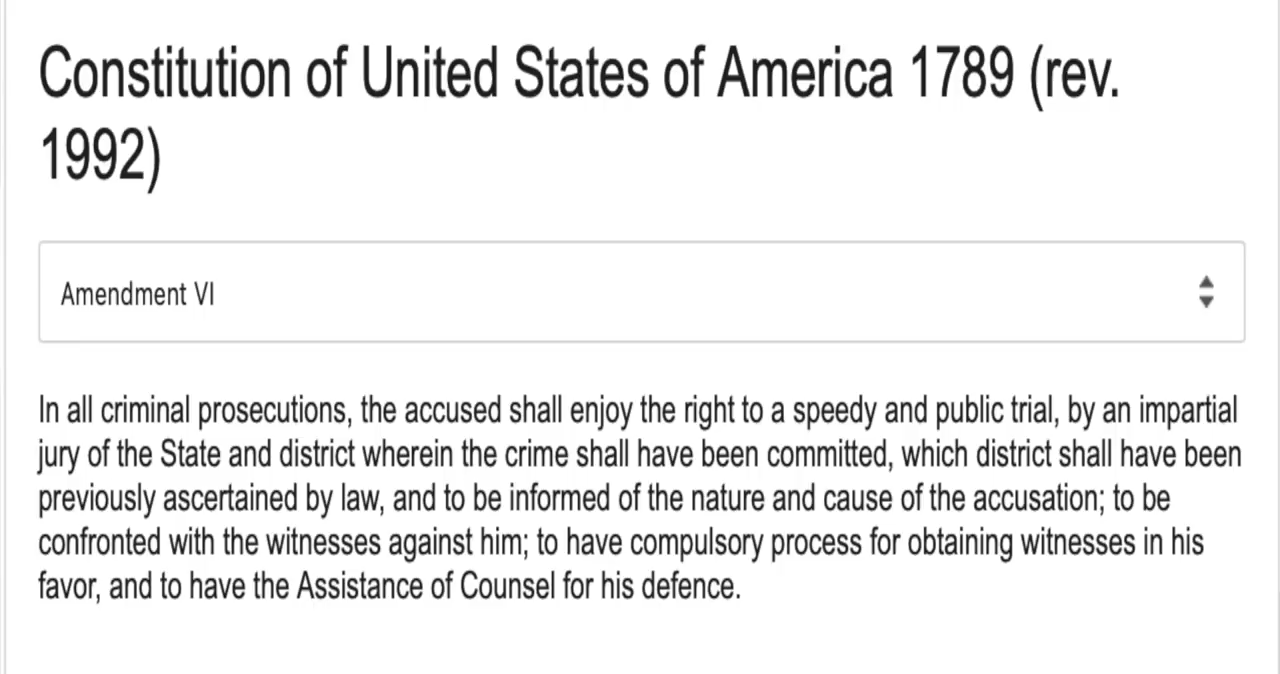 Constitution of United States of America 1789 (rev.
1992)
Amendment VI
In all criminal prosecutions, the accused shall enjoy the right to a speedy and public trial, by an impartial
jury of the State and district wherein the crime shall have been committed, which district shall have been
previously ascertained by law, and to be informed of the nature and cause of the accusation; to be
confronted with the witnesses against him; to have compulsory process for obtaining witnesses in his
favor, and to have the Assistance of Counsel for his defence.